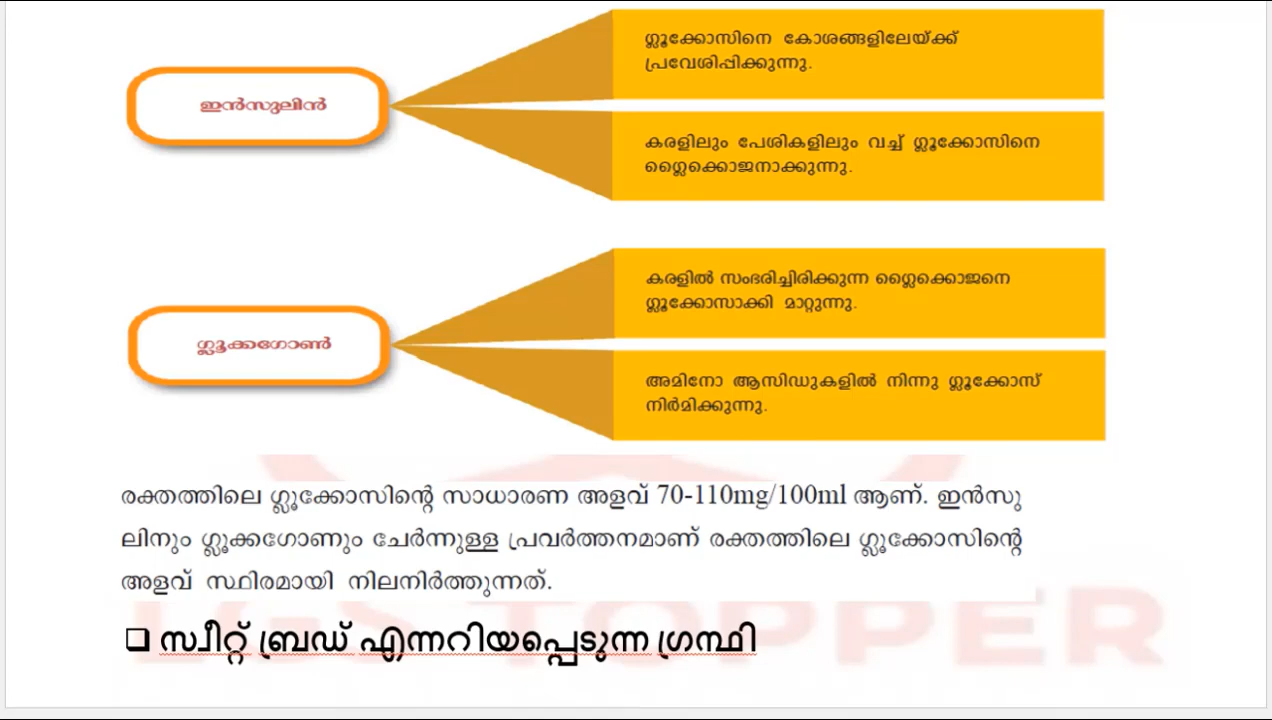 ഇൻസുലിൻ
ഗ്ലൂക്കോസിനെ കോശങ്ങളിലേയ്ക്ക്
പ്രവേശിപ്പിക്കുന്നു.
കരളിലും പേശികളിലും വച്ച് ഗ്ലൂക്കോസിനെ
ഗ്ലൈക്കൊജനാക്കുന്നു.
ഗ്ലൂക്കഗോൺ
കരളിൽ സംഭരിച്ചിരിക്കുന്ന ഗ്ലൈക്കൊജനെ
ഗ്ലൂക്കോസാക്കി മാറ്റുന്നു.
അമിനോ ആസിഡുകളിൽ നിന്നു ഗ്ലൂക്കോസ്
നിർമിക്കുന്നു.
രക്തത്തിലെ ഗ്ലൂക്കോസിന്റെ സാധാരണ അളവ് 70-110mg/100ml ആണ്. ഇൻസു
ലിനും ഗ്ലൂക്കഗോണും ചേർന്നുള്ള പ്രവർത്തനമാണ് രക്തത്തിലെ ഗ്ലൂക്കോസിന്റെ
അളവ് സ്ഥിരമായി നിലനിർത്തുന്നത്.
❑ സ്വീറ്റ് ബ്രഡ് എന്നറിയപ്പെടുന്ന ഗ്രന്ഥി
TOPPER